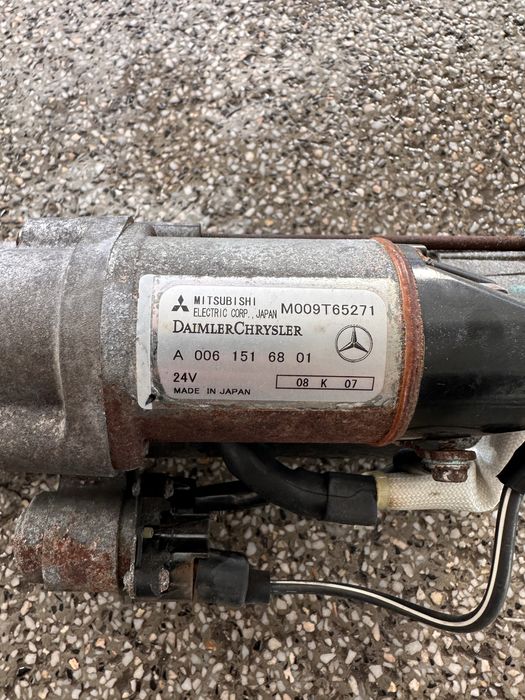 MITSUBISHI
ELECTRIC CORP., JAPAN M009T65271
DAIMLERCHRYSLER
A 006 151 68 01
24V 08 K 07
MADE IN JAPAN